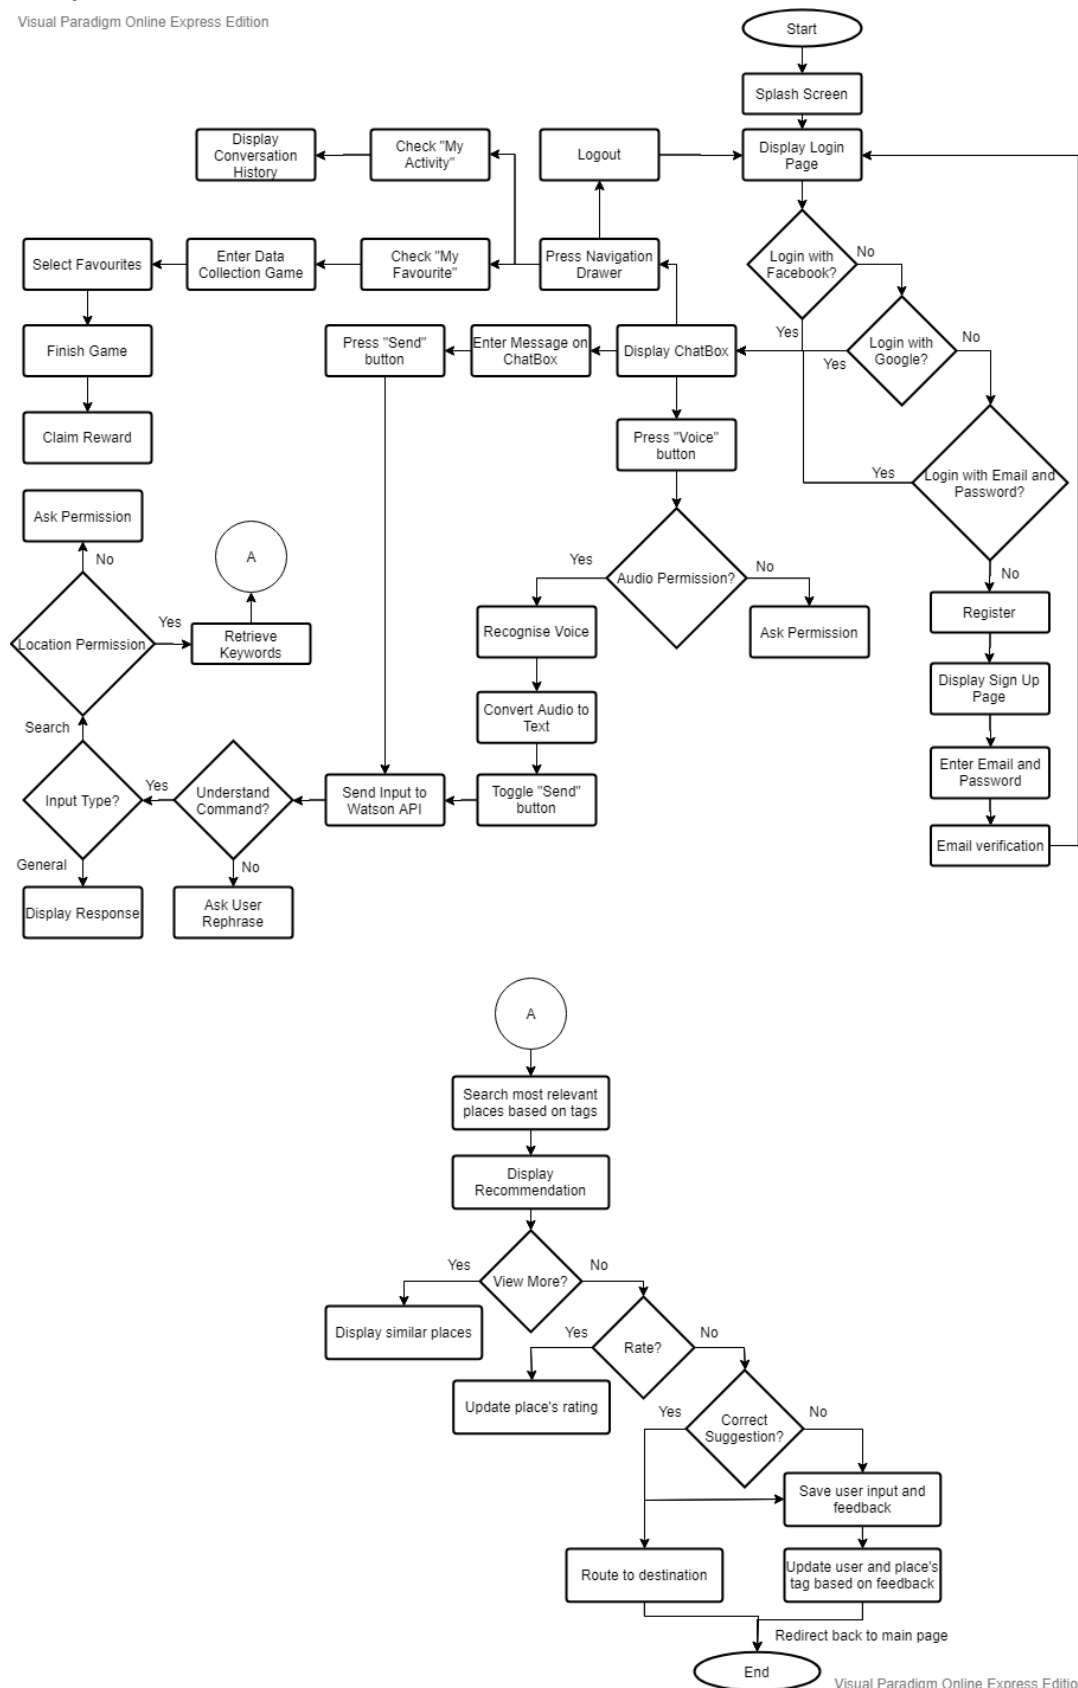 Visual Paradigm Online Express Edition
Start
Splash Screen
Display Login
Page
Logout
Check "My
Activity"
Display
Conversation
History
Login with
Facebook?
No
Yes
Press Navigation
Drawer
Check "My
Favourite"
Enter Data
Collection Game
Select Favourites
Finish Game
Claim Reward
Login with
Google?
No
Yes
Display ChatBox
Enter Message on
ChatBox
Press "Send"
button
Press "Voice"
button
Login with Email and
Password?
Yes
No
Register
Display Sign Up
Page
Enter Email and
Password
Email verification
Audio Permission?
Yes
No
Ask Permission
Recognise Voice
Convert Audio to
Text
Toggle "Send"
button
Send Input to
Watson API
Understand
Command?
Yes
No
Ask User
Rephrase
Input Type?
General
Display Response
Search
Location Permission
No
Ask Permission
Yes
Retrieve
Keywords
A
A
Search most relevant
places based on tags
Display
Recommendation
View More?
Yes
No
Display similar places
Rate?
Yes
No
Update place's rating
Correct
Suggestion?
Yes
No
Save user input and
feedback
Route to destination
Update user and place's
tag based on feedback
Redirect back to main page
End
Visual Paradigm Online Express Editio